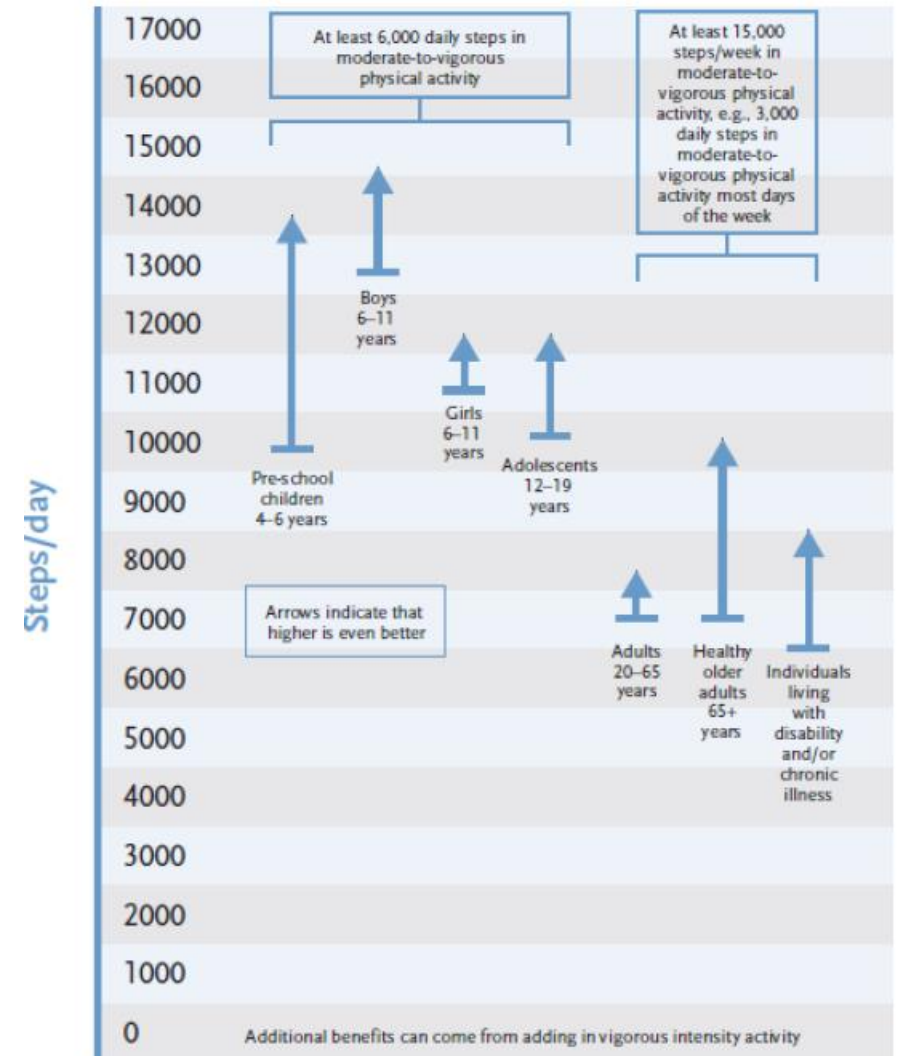 Steps/day
17000
16000
15000
14000
13000
12000
11000
10000
9000
8000
7000
6000
5000
4000
3000
2000
1000
0
At least 6,000 daily steps in
moderate-to-vigorous
physical activity
At least 15,000
steps/week in
moderate-to-
vigorous physical
activity, e.g., 3,000
daily steps in
moderate-to-
vigorous physical
activity most days
of the week
Pre-school
children
4–6 years
Boys
6–11
years
Girls
6–11
years
Adolescents
12–19
years
Adults
20–65
years
Healthy
older
adults
65+
years
Individuals
living
with
disability
and/or
chronic
illness
Arrows indicate that
higher is even better
Additional benefits can come from adding in vigorous intensity activity